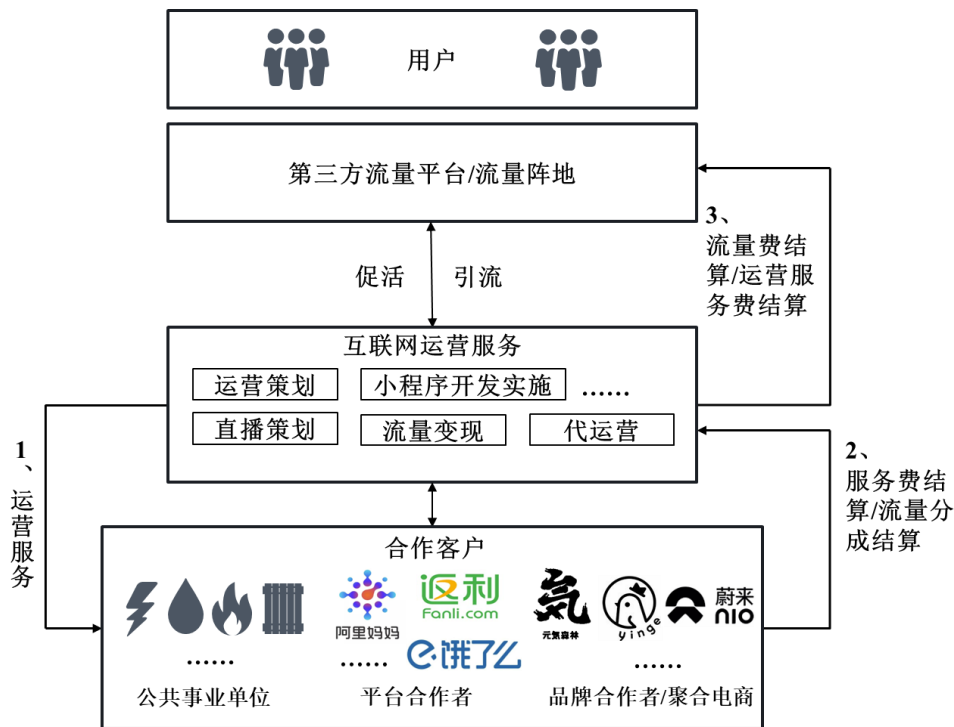 用户
第三方流量平台/流量阵地
促活
引流
3、
流量费结
算/运营服
务费结算
互联网运营服务
运营策划
小程序开发实施
......
直播策划
流量变现
代运营
1、
运营服务
2、
服务费结
算/流量分
成结算
合作客户
阿里妈妈
返利
Fanli.com
e·饿了么
気
元気森林
yinge
蔚来
NIO
......
......
......
公共事业单位
平台合作者
品牌合作者/聚合电商